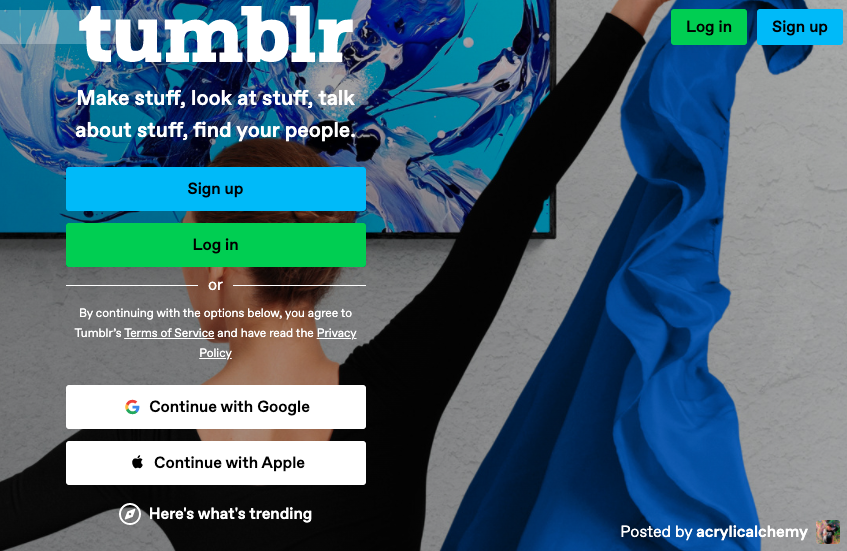 tumblr
Log in
Sign up
Make stuff, look at stuff, talk
about stuff, find your people.
Sign up
Log in
or
By continuing with the options below, you agree to
Tumblr's Terms of Service and have read the Privacy
Policy
Continue with Google
Continue with Apple
Here's what's trending
Posted by acrylicalchemy